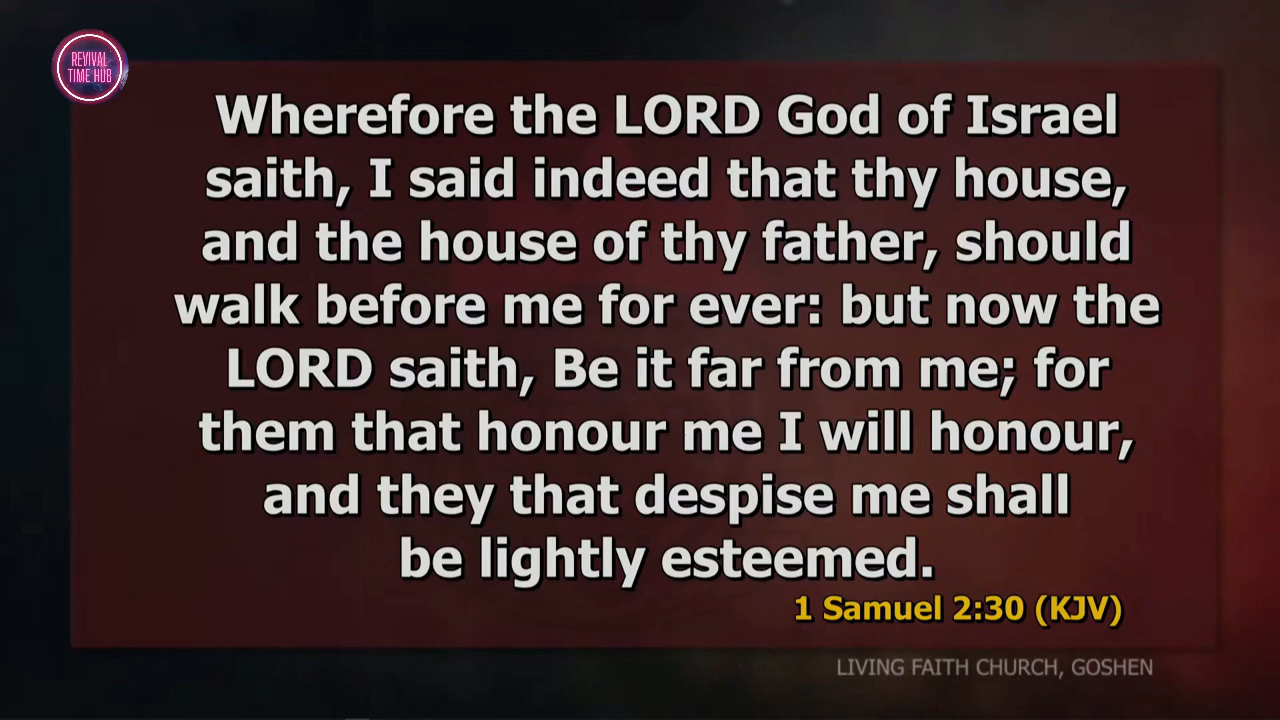 REVIVAL
TIME HUB
Wherefore the LORD God of Israel
saith, I said indeed that thy house,
and the house of thy father, should
walk before me for ever: but now the
LORD saith, Be it far from me; for
them that honour me I will honour,
and they that despise me shall
be lightly esteemed.
1 Samuel 2:30 (KJV)
LIVING FAITH CHURCH, GOSHEN